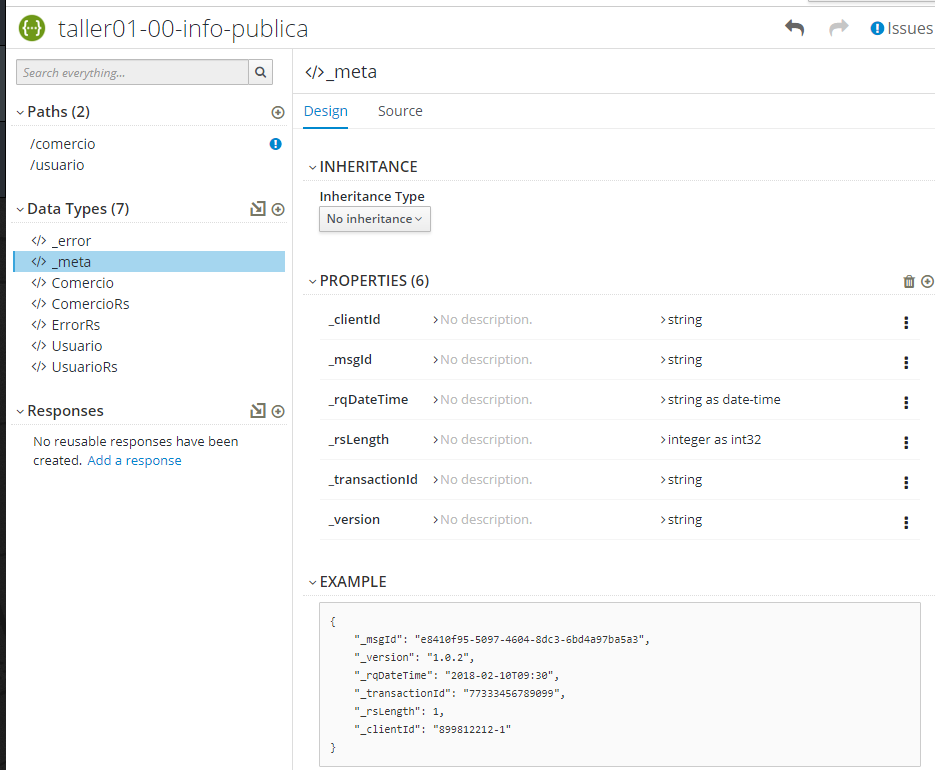 taller01-00-info-publica
Issues
Search everything...
Paths (2)
/comercio
/usuario
Data Types (7)
</> _error
</> _meta
</> Comercio
</> ComercioRs
</> ErrorRs
</> Usuario
</> UsuarioRs
Responses
No reusable responses have been
created. Add a response
</>_meta
Design Source
INHERITANCE
Inheritance Type
No inheritance
PROPERTIES (6)
_clientId No description. string
_msgId No description. string
_rqDateTime No description. string as date-time
_rsLength No description. integer as int32
_transactionId No description. string
_version No description. string
EXAMPLE
{
"_msgId": "e8410f95-5097-4604-8dc3-6bd4a97ba5a3",
"_version": "1.0.2",
"_rqDateTime": "2018-02-10T09:30",
"_transactionId": "77333456789099",
"_rsLength": 1,
"_clientId": "899812212-1"
}